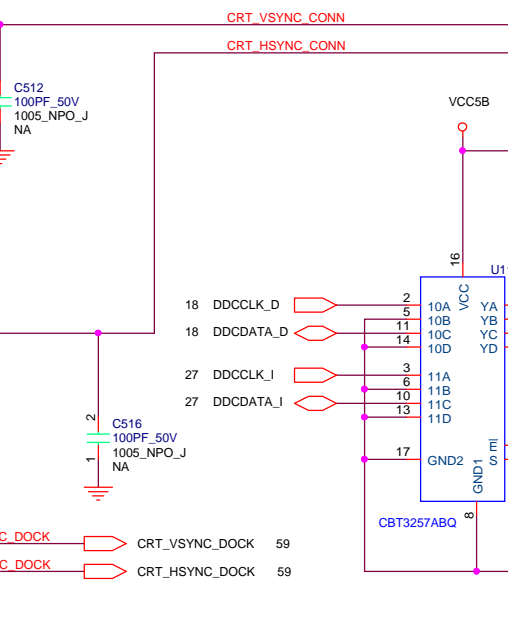 CRT_VSYNC_CONN
CRT_HSYNC_CONN
C512
100PF_50V
1005_NPO_J
NA
VCC5B
16
VCC
18 DDCCLK_D
18 DDCDATA_D
27 DDCCLK_I
27 DDCDATA_I
2 10A YA
5 10B YB
11 10C YC
14 10D YD
3 11A
6 11B
10 11C
13 11D
17 GND2
E
S
GND1
8
CBT3257ABQ
2
1
C516
100PF_50V
1005_NPO_J
NA
C_DOCK CRT_VSYNC_DOCK 59
C_DOCK CRT_HSYNC_DOCK 59